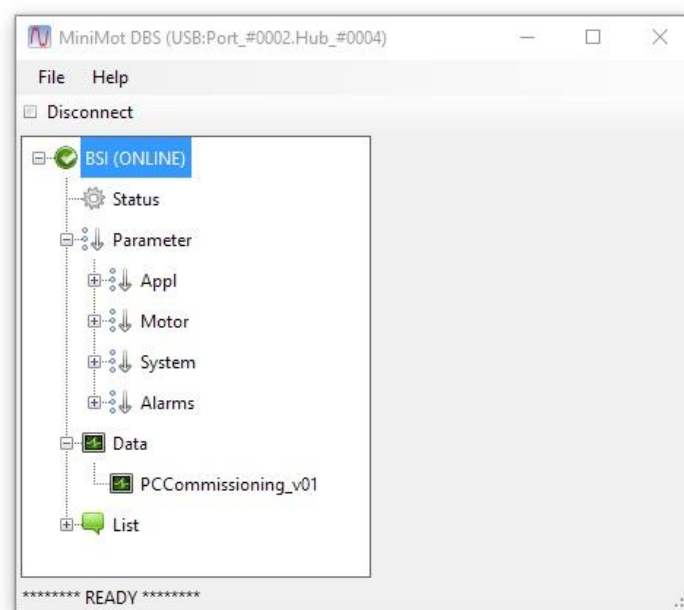 MiniMot DBS (USB:Port_#0002.Hub_#0004)
File Help
Disconnect
BSI (ONLINE)
Status
Parameter
Appl
Motor
System
Alarms
Data
PCCommissioning_v01
List
******** READY ********